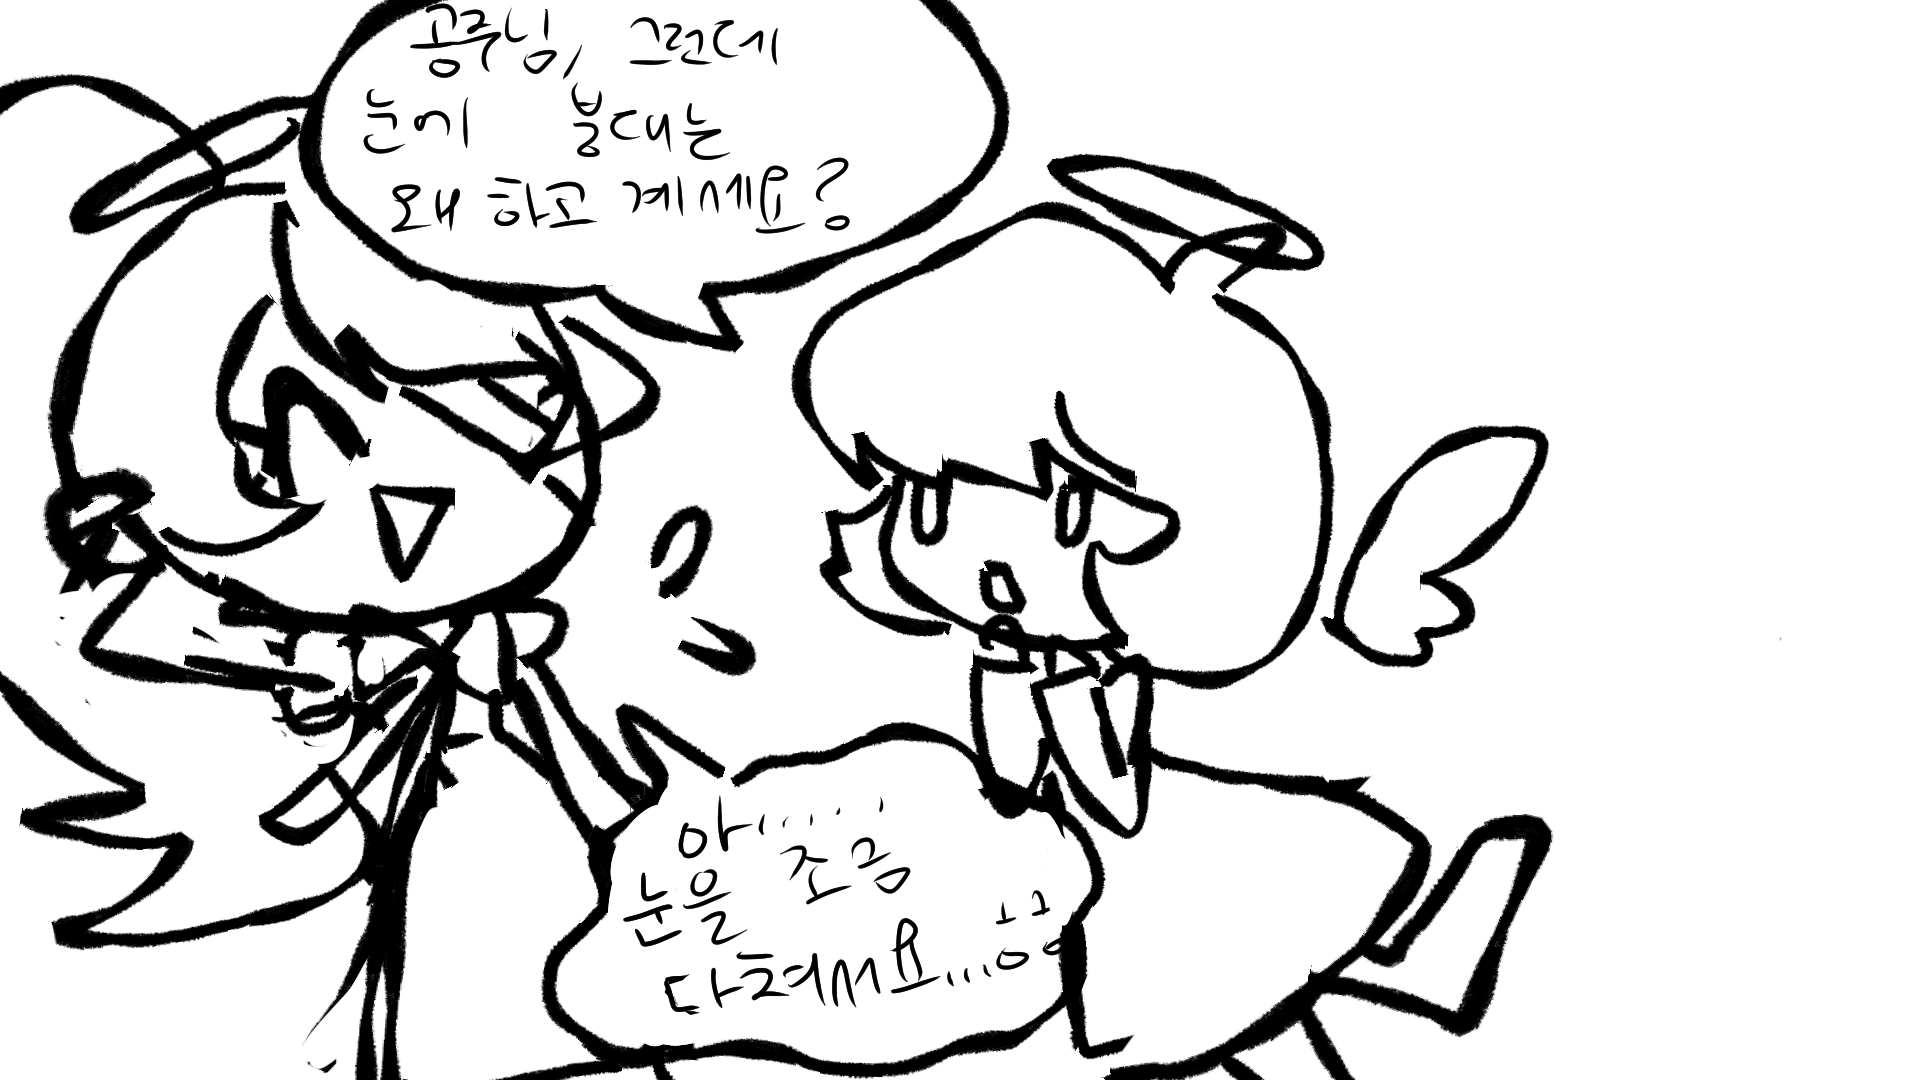 공주님, 그런데
눈에 붕대는
왜 하고 계세요?
아.....
눈을 조금
다쳐서요...